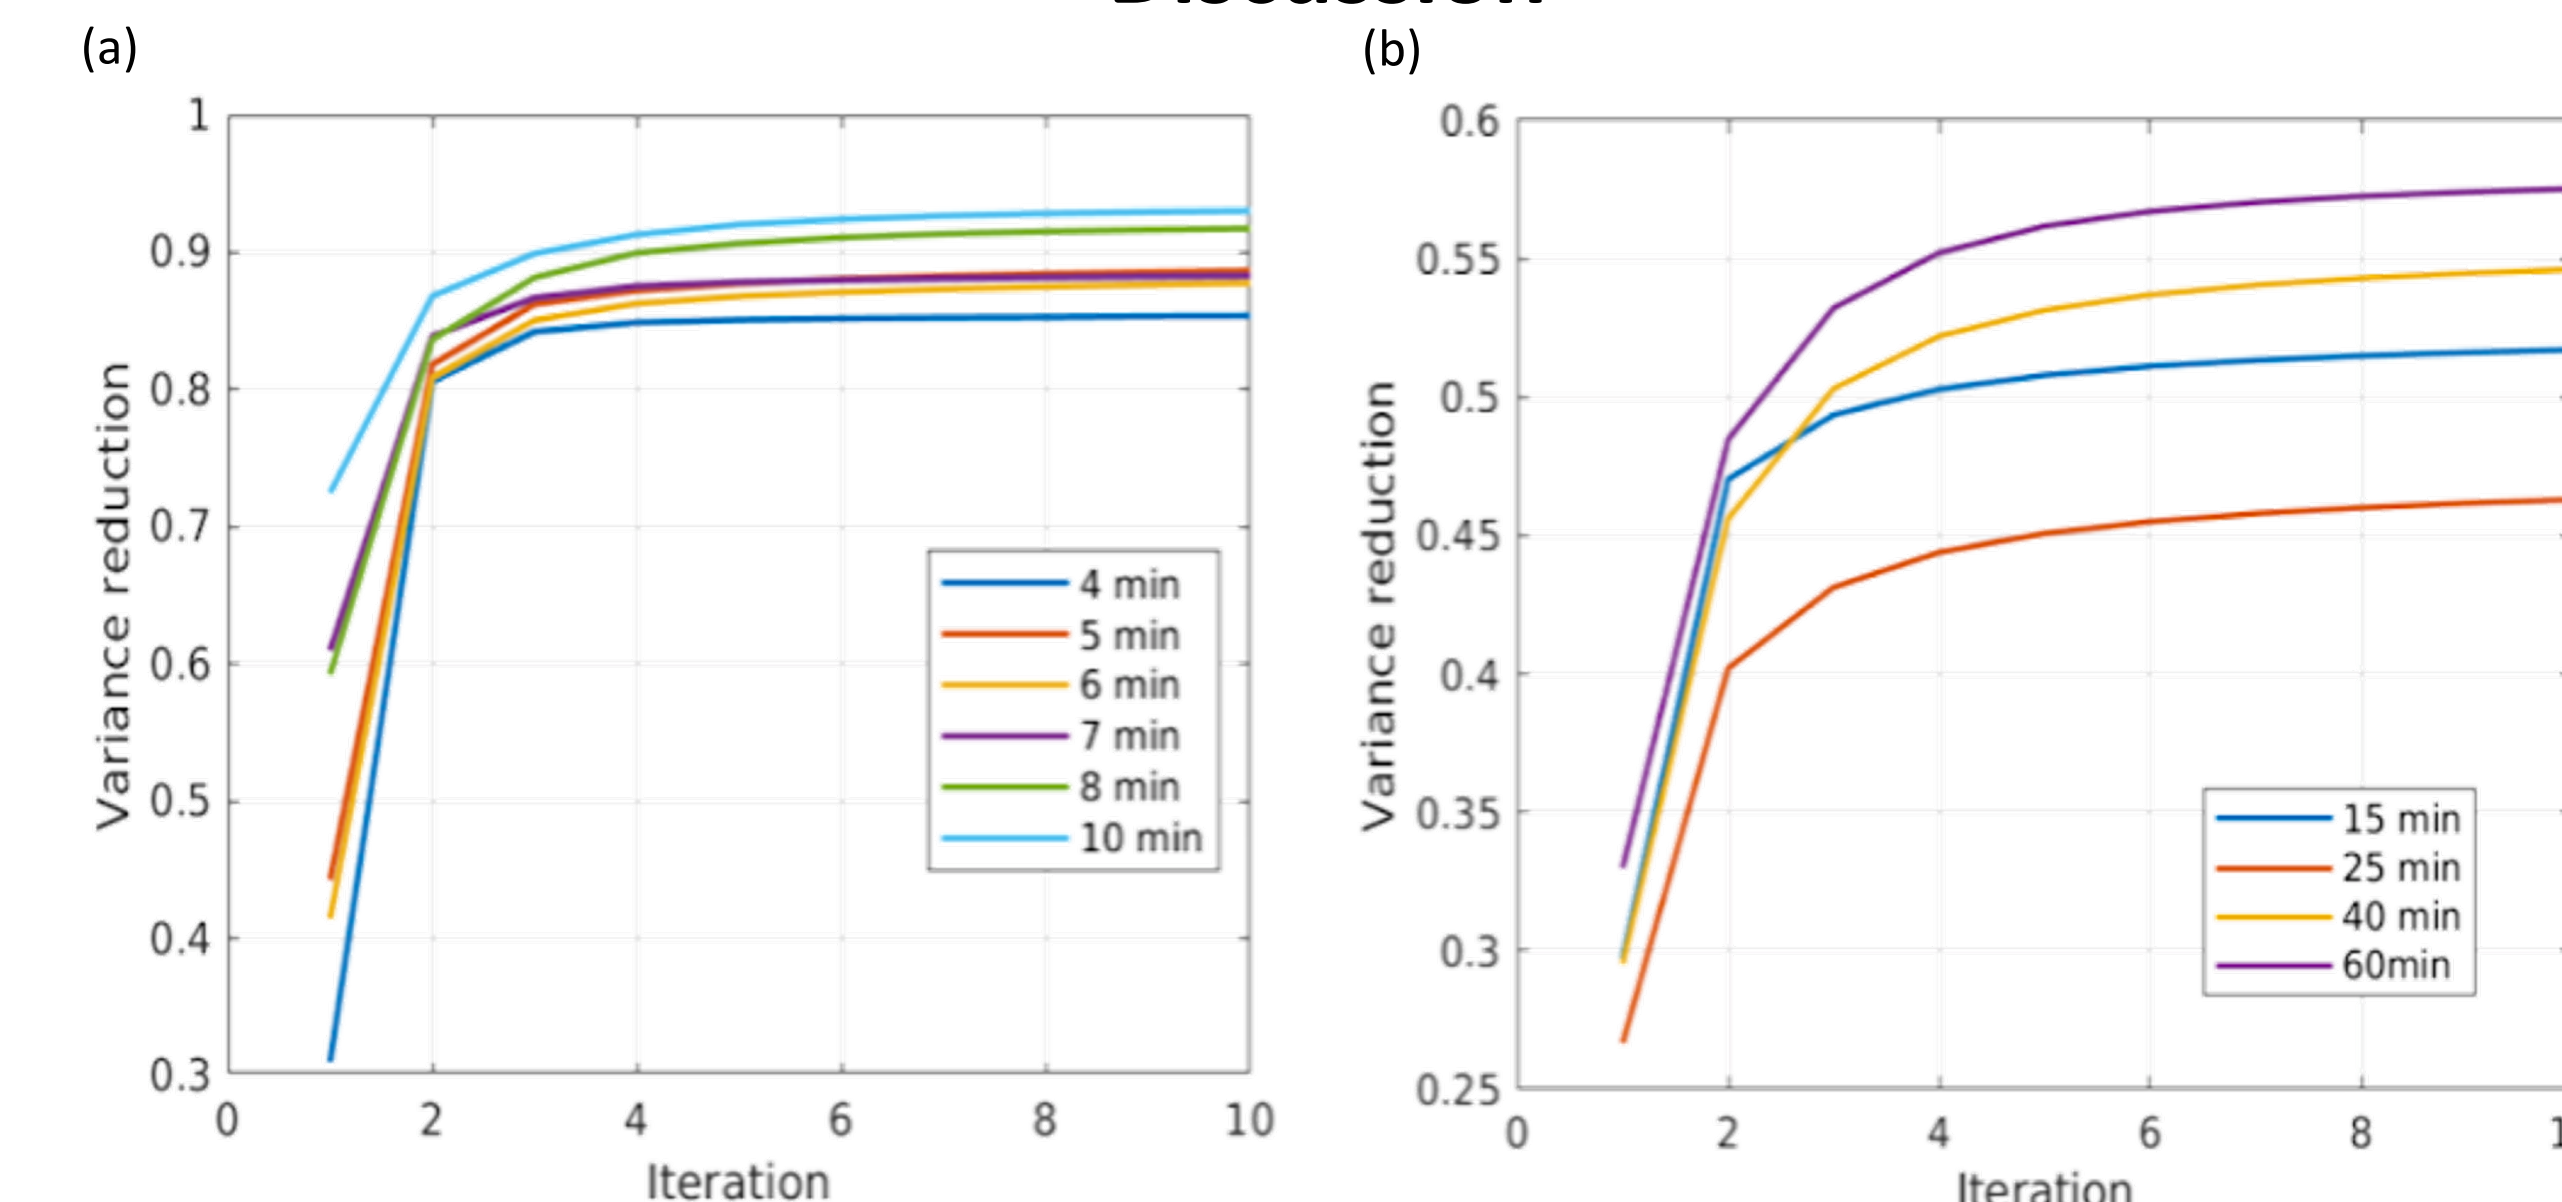 (a)
1
0.9
0.8
0.7
0.6
0.5
0.4
0.3
0 2 4 6 8 10
Variance reduction
Iteration
4 min
5 min
6 min
7 min
8 min
10 min
(b)
0.6
0.55
0.5
0.45
0.4
0.35
0.3
0.25
0 2 4 6 8
Variance reduction
Iteration
15 min
25 min
40 min
60min